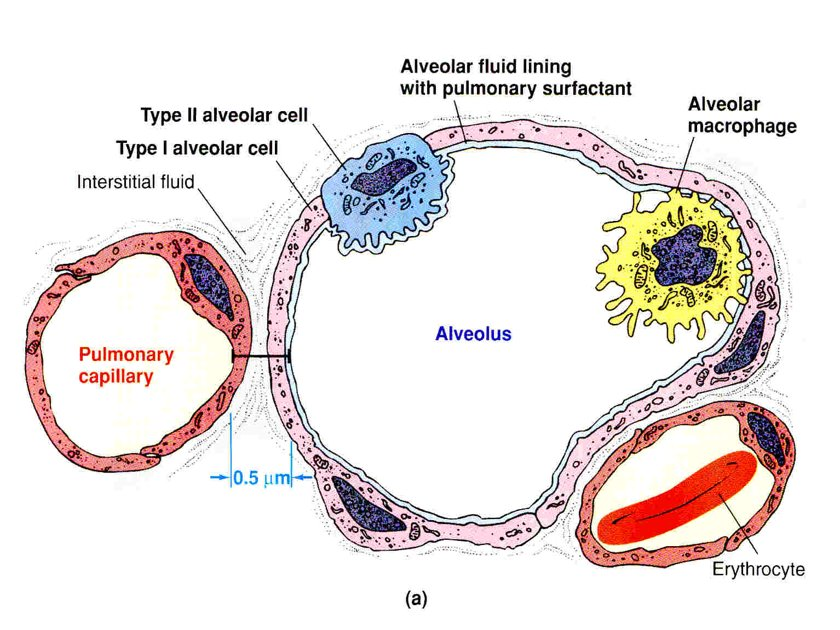 Alveolar fluid lining
with pulmonary surfactant
Alveolar
macrophage
Type II alveolar cell
Type I alveolar cell
Interstitial fluid
Alveolus
Pulmonary
capillary
0.5 μm
Erythrocyte
(a)